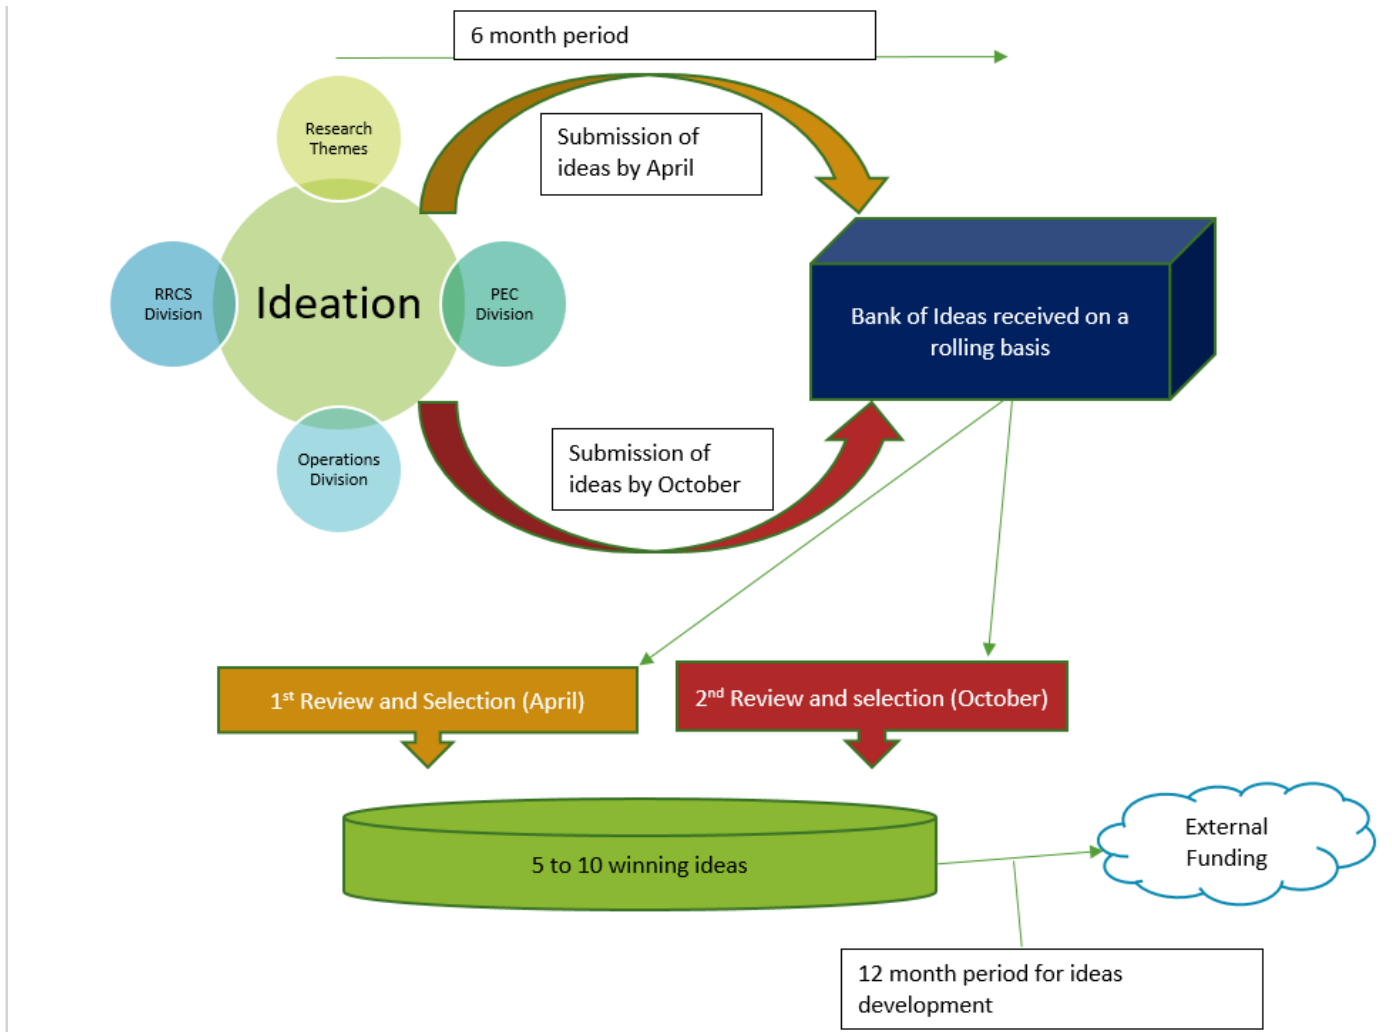 6 month period
Research
Themes
Submission of
ideas by April
RRCS
Division
Ideation
PEC
Division
Bank of Ideas received on a
rolling basis
Operations
Division
Submission of
ideas by October
1st Review and Selection (April)
2nd Review and selection (October)
5 to 10 winning ideas
External
Funding
12 month period for ideas
development